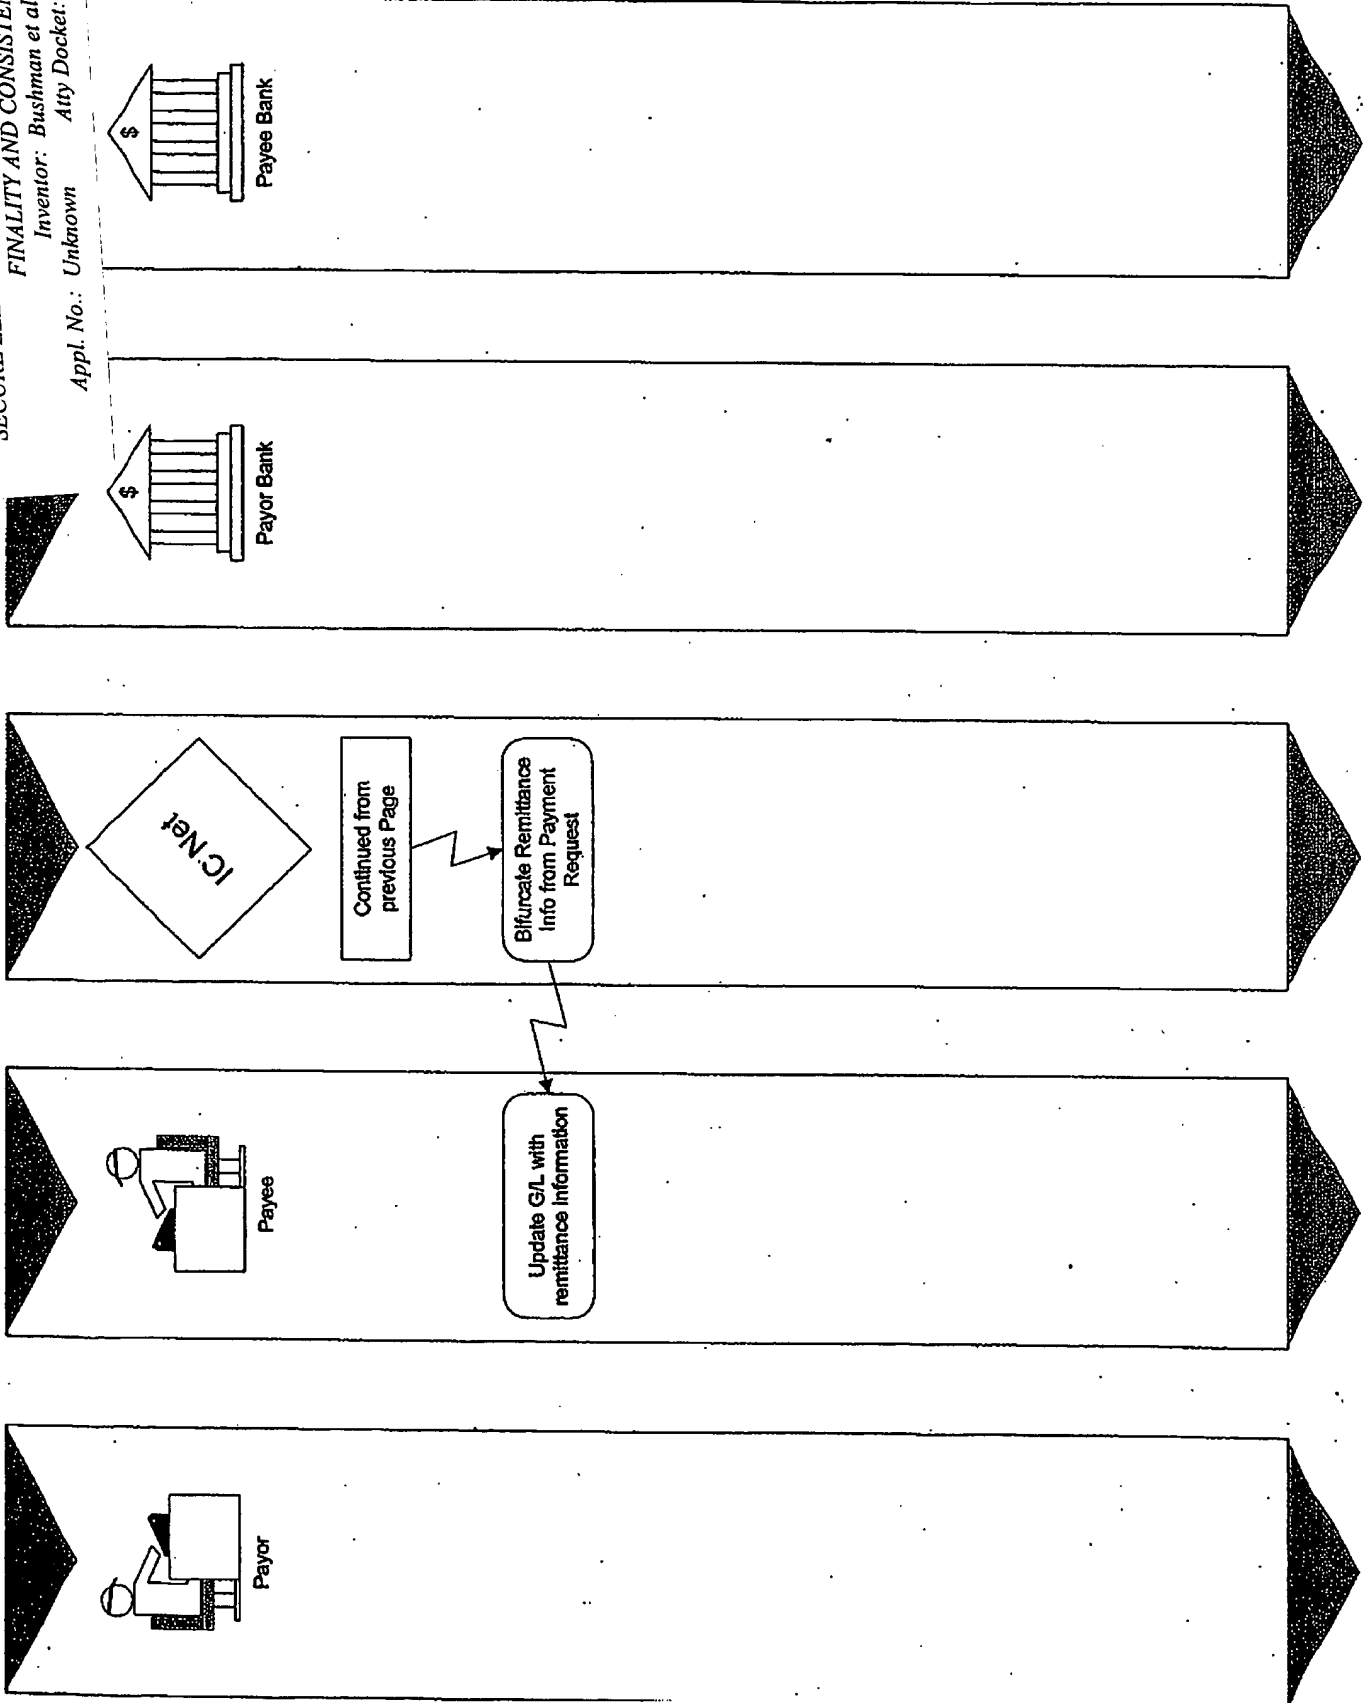 FINALITY AND CONSISTEN
Inventor: Bushman et al
Appl. No.: Unknown Atty Docket:
Payor
Payee
IC:Net
Payor Bank
Payee Bank
$
$
Continued from
previous Page
Bifurcate Remittance
Info from Payment
Request
Update G/L with
remittance Information